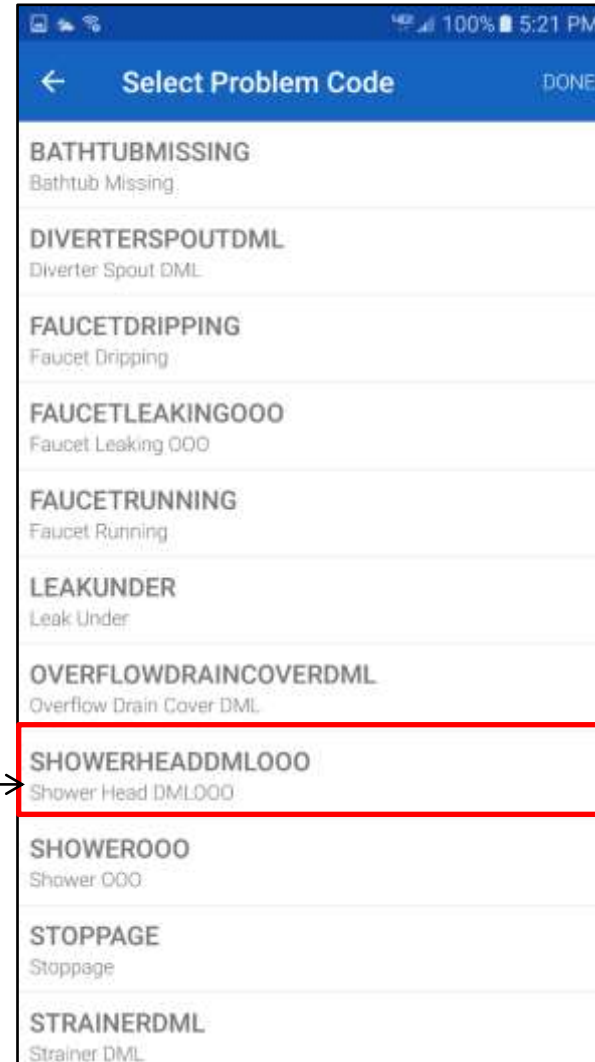 100% 5:21 PM
Select Problem Code DONE
BATHTUBMISSING
Bathtub Missing
DIVERTERSPOUTDML
Diverter Spout DML
FAUCETDRIPPING
Faucet Dripping
FAUCETLEAKINGOOO
Faucet Leaking OOO
FAUCETRUNNING
Faucet Running
LEAKUNDER
Leak Under
OVERFLOWDRAINCOVERDML
Overflow Drain Cover DML
SHOWERHEADDMLOOO
Shower Head DMLOOO
SHOWEROOO
Shower OOO
STOPPAGE
Stoppage
STRAINERDML
Strainer DML